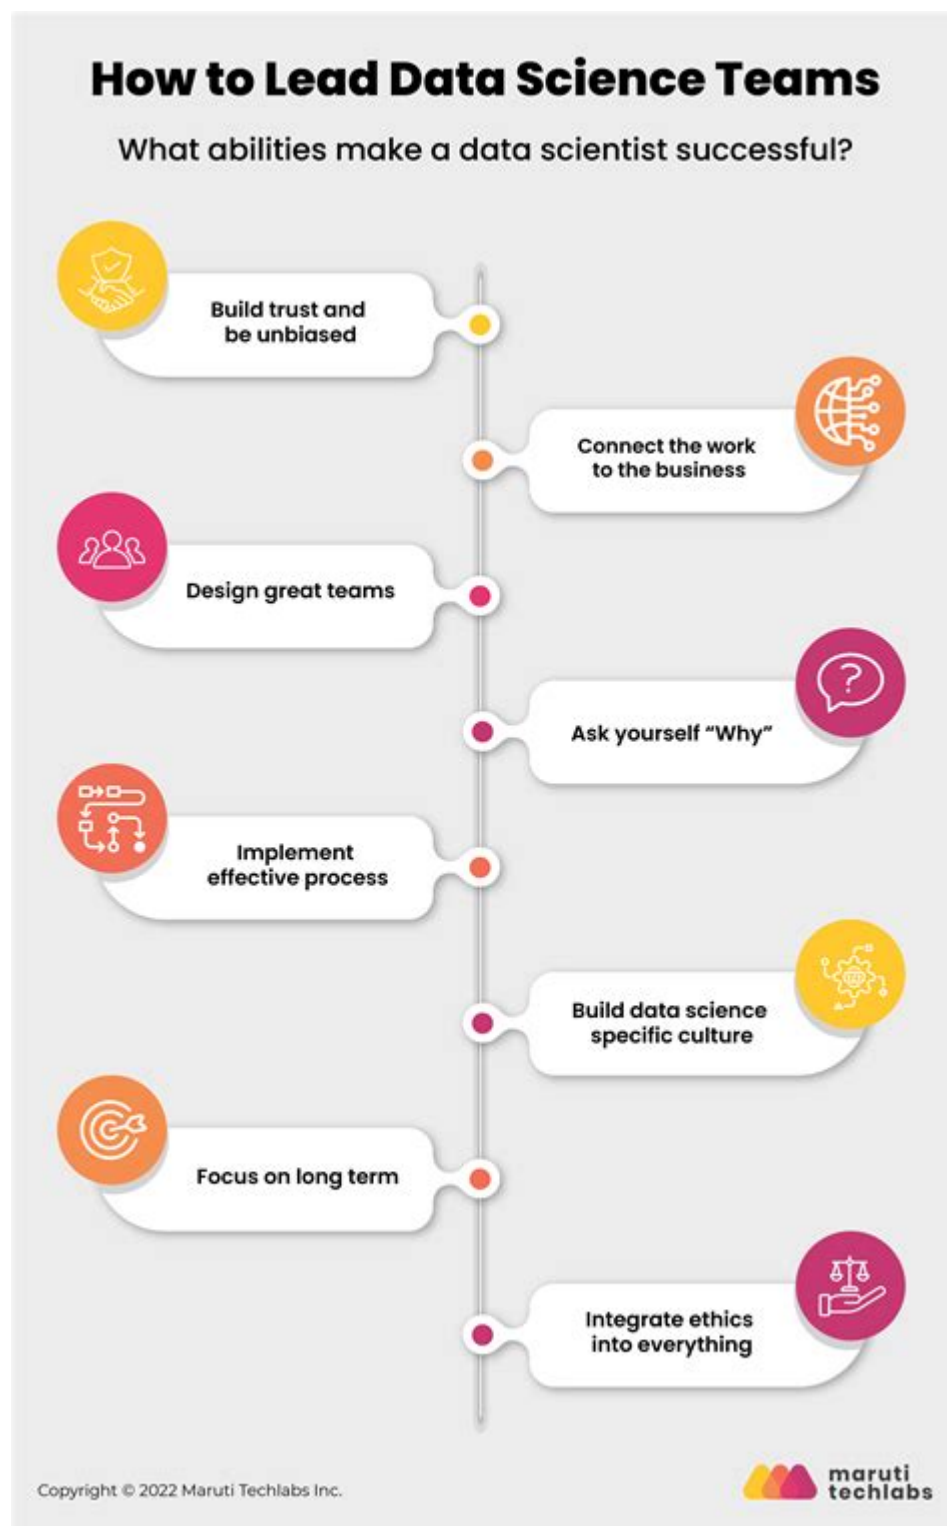 How to Lead Data Science Teams
What abilities make a data scientist successful?
Build trust and
be unbiased
Connect the work
to the business
Design great teams
Ask yourself “Why”
Implement
effective process
Build data science
specific culture
Focus on long term
Integrate ethics
into everything
Copyright © 2022 Maruti Techlabs Inc.
maruti
techlabs